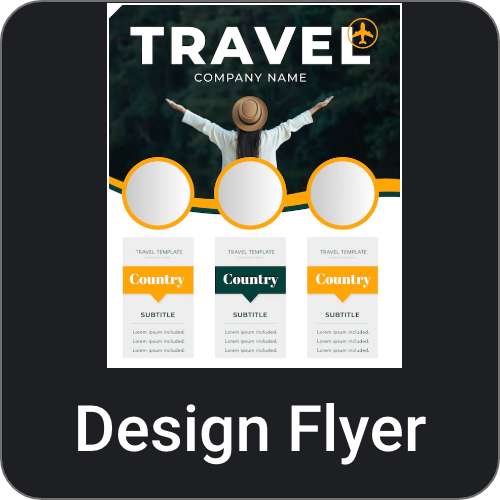 TRAVEL
COMPANY NAME
TRAVEL TEMPLATE TRAVEL TEMPLATE TRAVEL TEMPLATE
Country Country Country
SUBTITLE SUBTITLE SUBTITLE
Lorem ipsum included. Lorem ipsum included. Lorem ipsum included.
Lorem ipsum included. Lorem ipsum included. Lorem ipsum included.
Lorem ipsum included. Lorem ipsum included. Lorem ipsum included.
Design Flyer